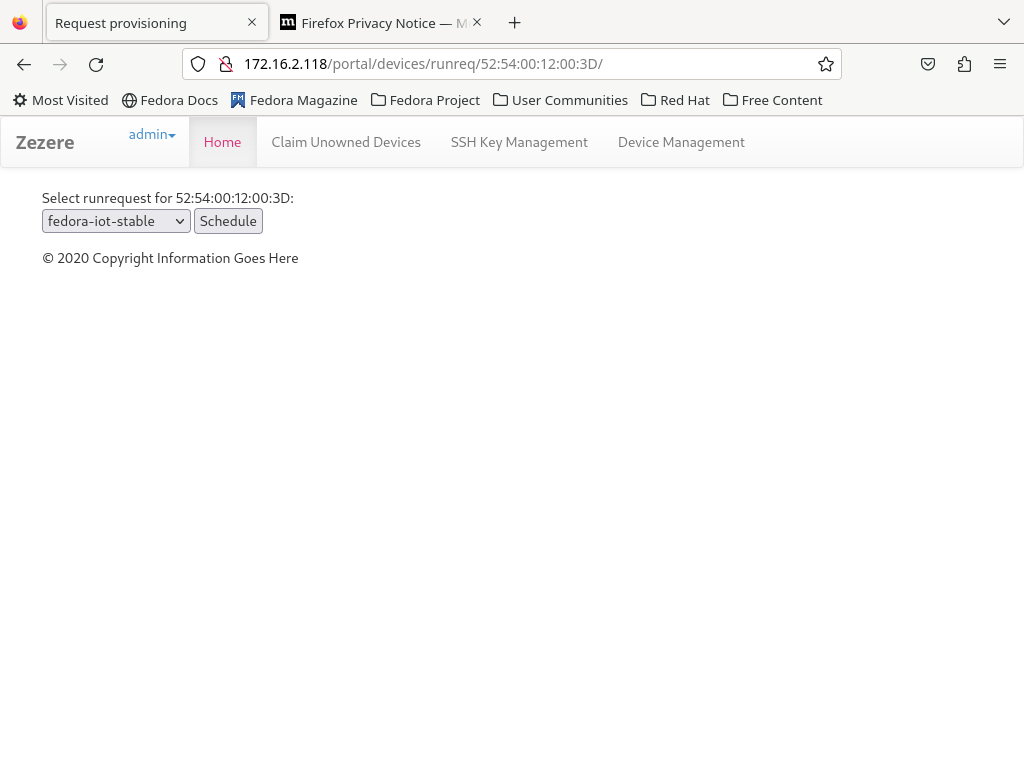 Request provisioning
Firefox Privacy Notice — M
172.16.2.118/portal/devices/runreq/52:54:00:12:00:3D/
Most Visited Fedora Docs Fedora Magazine Fedora Project User Communities Red Hat Free Content
Zezere admin Home Claim Unowned Devices SSH Key Management Device Management
Select runrequest for 52:54:00:12:00:3D:
fedora-iot-stable Schedule
© 2020 Copyright Information Goes Here